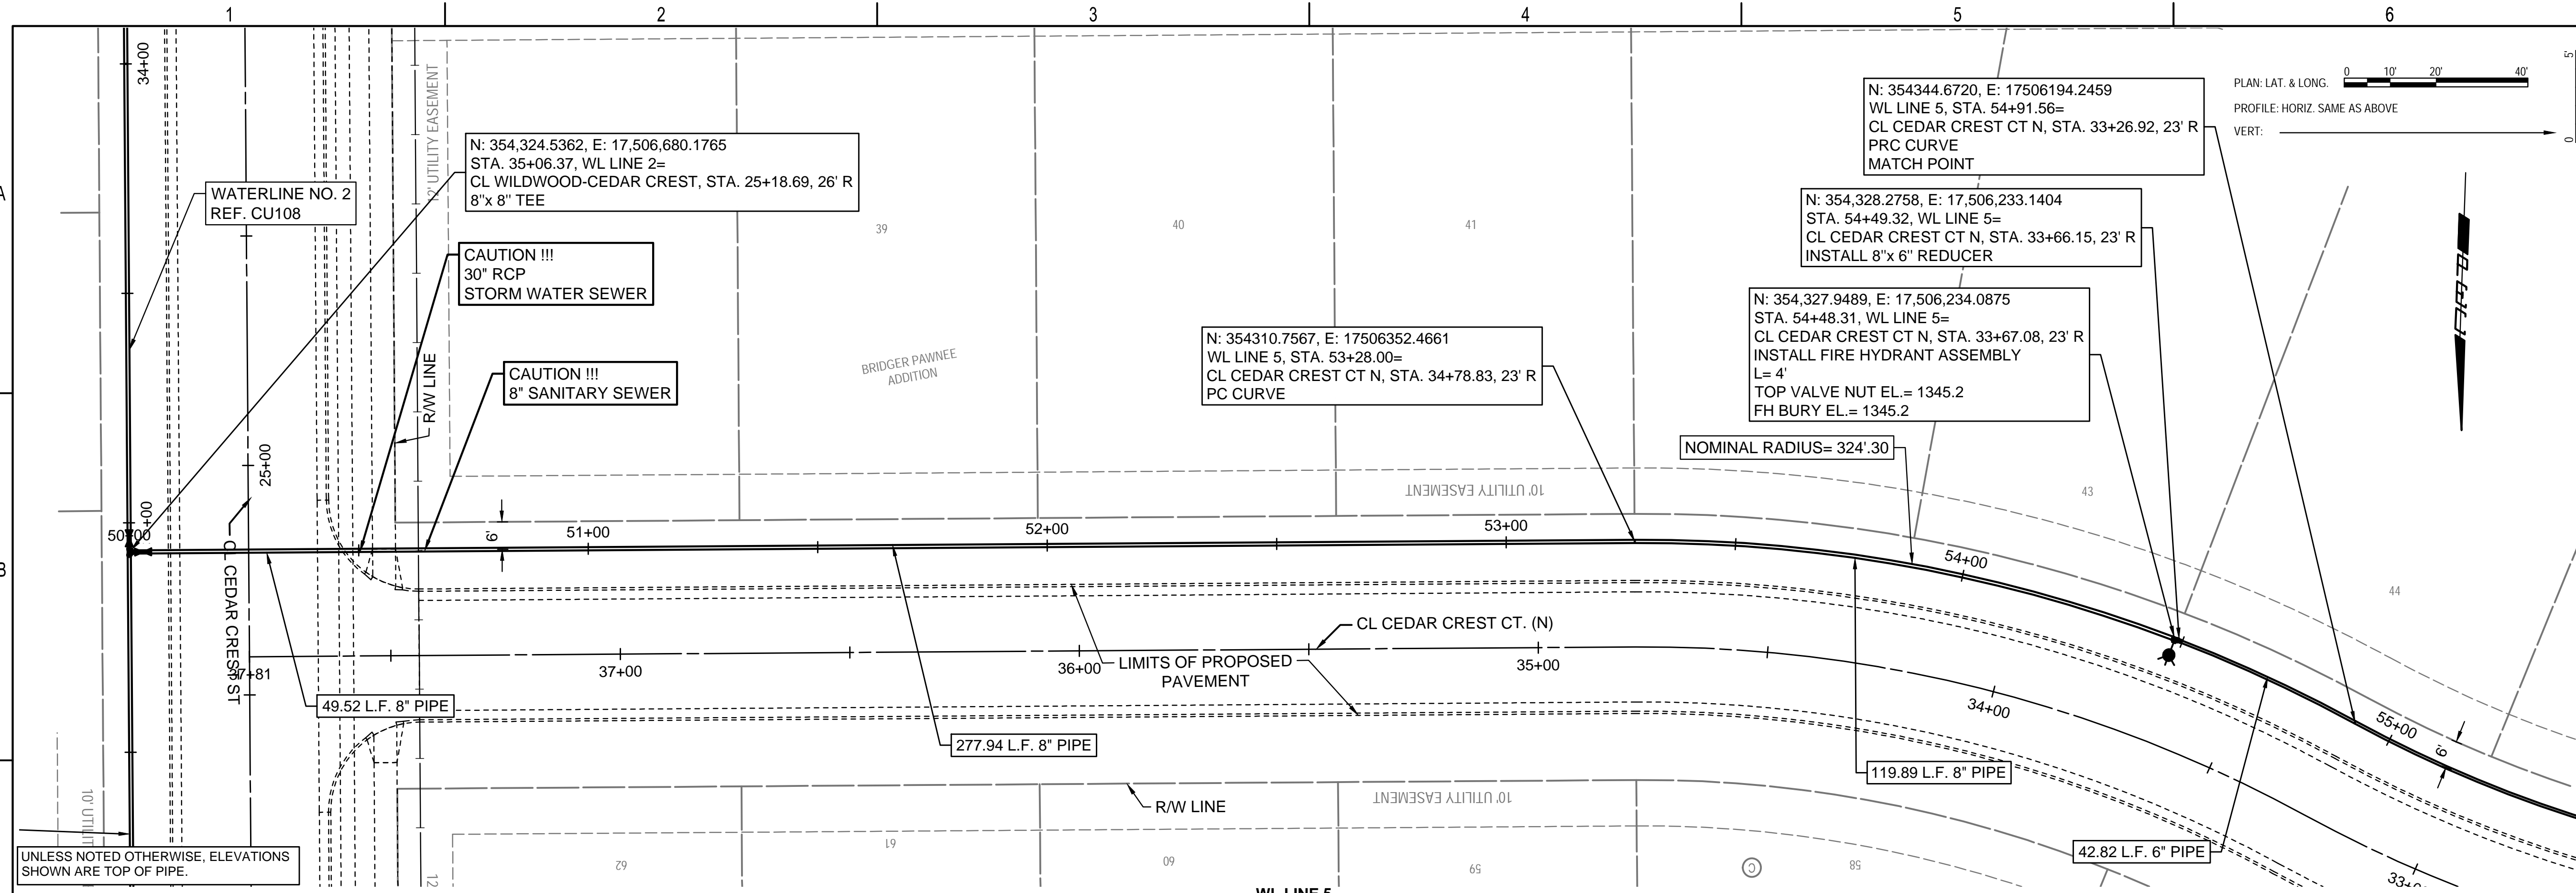 1
2
3
4
5
6
A
B
34+00
12' UTILITY EASEMENT
N: 354,324.5362, E: 17,506,680.1765
STA. 35+06.37, WL LINE 2=
CL WILDWOOD-CEDAR CREST, STA. 25+18.69, 26' R
8"x 8" TEE
WATERLINE NO. 2
REF. CU108
CAUTION !!!
30" RCP
STORM WATER SEWER
CAUTION !!!
8" SANITARY SEWER
R/W LINE
39
40
41
BRIDGER PAWNEE
ADDITION
N: 354310.7567, E: 17506352.4661
WL LINE 5, STA. 53+28.00=
CL CEDAR CREST CT N, STA. 34+78.83, 23' R
PC CURVE
N: 354344.6720, E: 17506194.2459
WL LINE 5, STA. 54+91.56=
CL CEDAR CREST CT N, STA. 33+26.92, 23' R
PRC CURVE
MATCH POINT
N: 354,328.2758, E: 17,506,233.1404
STA. 54+49.32, WL LINE 5=
CL CEDAR CREST CT N, STA. 33+66.15, 23' R
INSTALL 8"x 6" REDUCER
N: 354,327.9489, E: 17,506,234.0875
STA. 54+48.31, WL LINE 5=
CL CEDAR CREST CT N, STA. 33+67.08, 23' R
INSTALL FIRE HYDRANT ASSEMBLY
L= 4'
TOP VALVE NUT EL.= 1345.2
FH BURY EL.= 1345.2
NOMINAL RADIUS= 324'.30
PLAN: LAT. & LONG.
0 10' 20' 40'
PROFILE: HORIZ. SAME AS ABOVE
VERT:
0
5'
10' UTILITY EASEMENT
43
44
25+00
50+00
+00
51+00
52+00
53+00
54+00
55+00
6'
6'
CL CEDAR CREST ST
37+81
37+00
36+00
35+00
34+00
CL CEDAR CREST CT. (N)
LIMITS OF PROPOSED
PAVEMENT
49.52 L.F. 8" PIPE
277.94 L.F. 8" PIPE
119.89 L.F. 8" PIPE
42.82 L.F. 6" PIPE
R/W LINE
10' UTILITY EASEMENT
10' UTILIT
12
62
61
60
59
C
58
33+0
UNLESS NOTED OTHERWISE, ELEVATIONS
SHOWN ARE TOP OF PIPE.
WL LINE 5